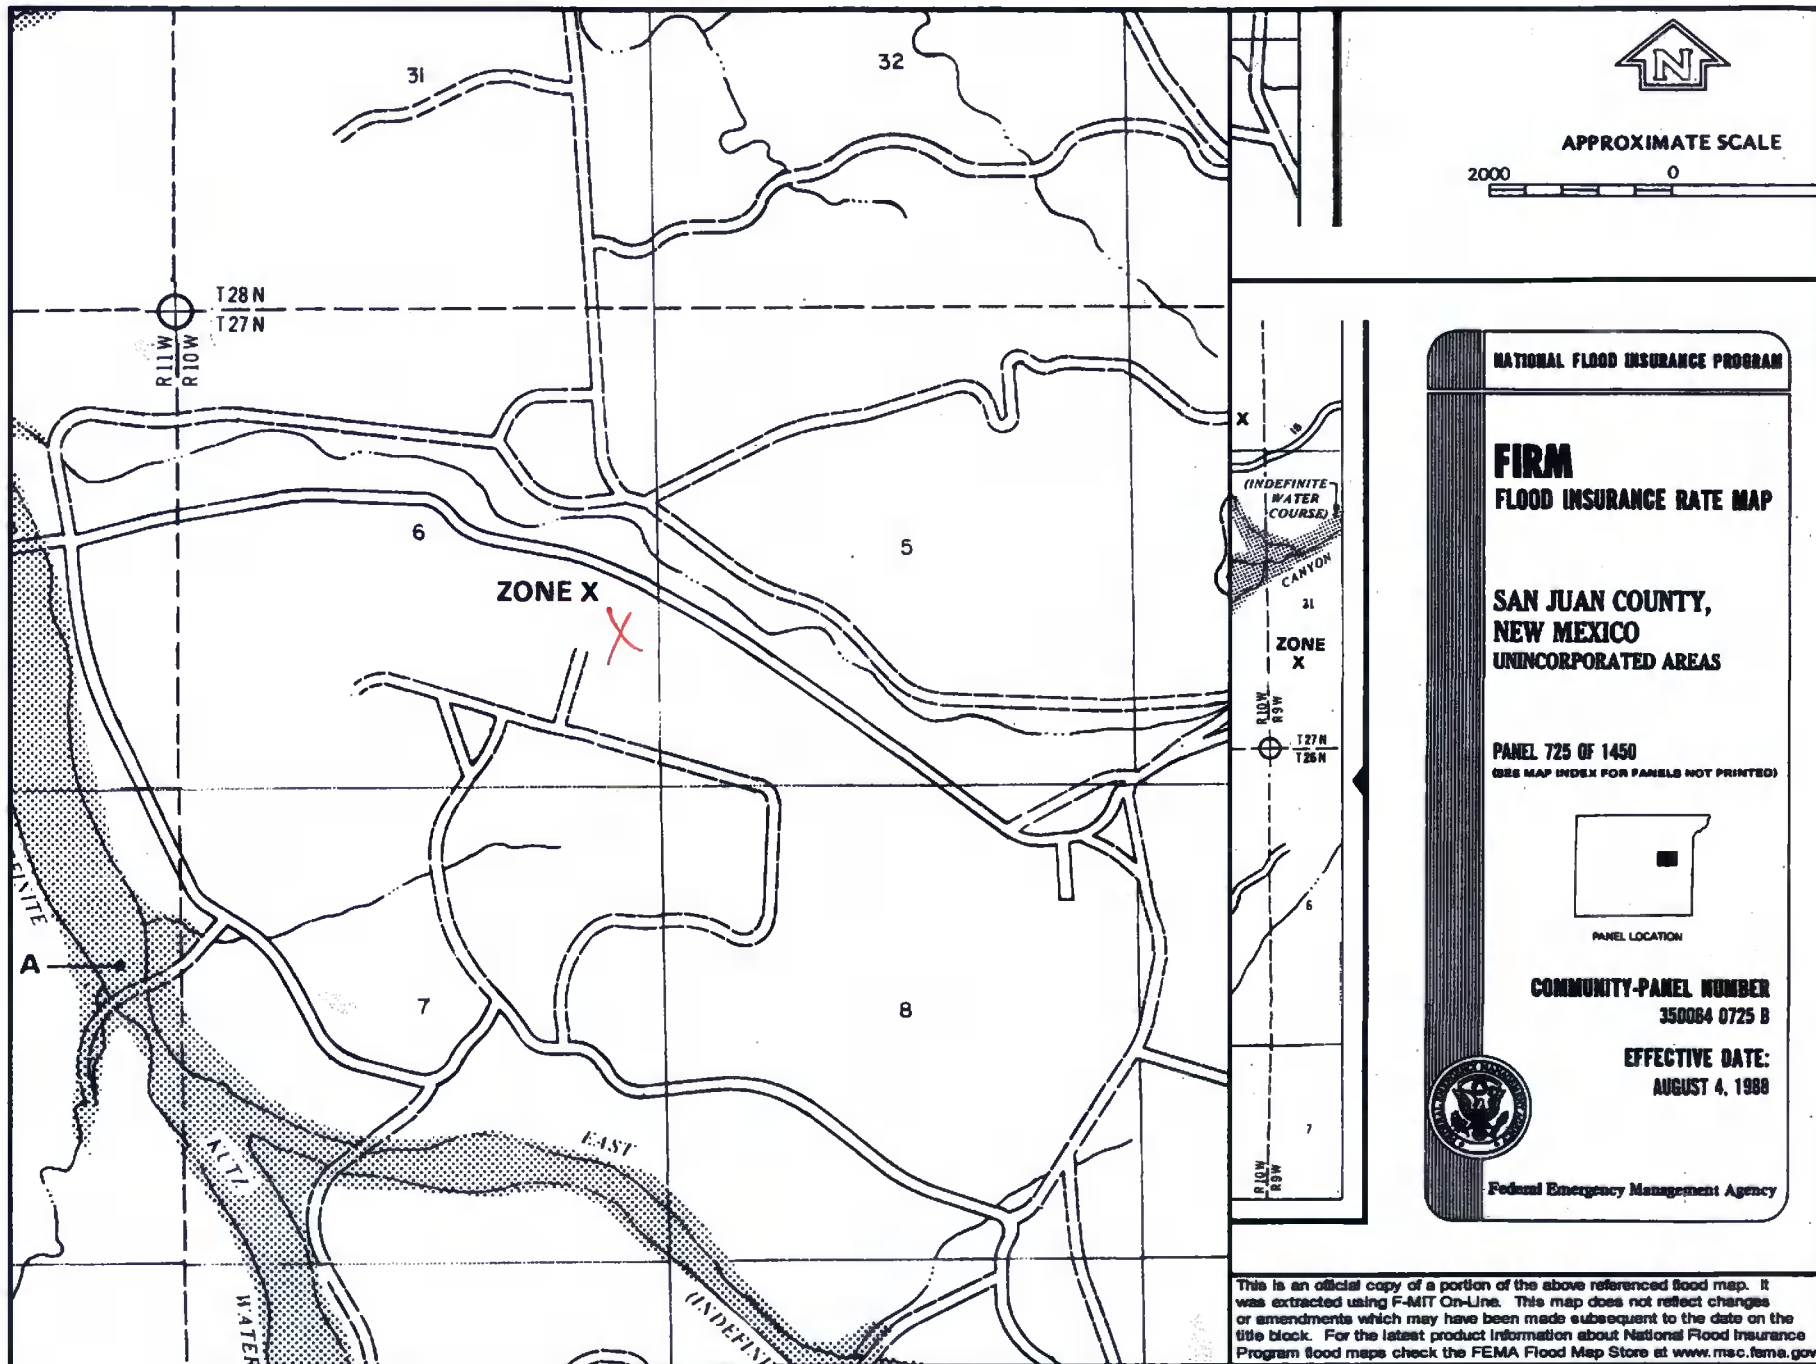 31
32
T28N
T27N
R11W
R10W
6
5
ZONE X
X
7
8
A
EAST
KUTZ
WATER
X
18
(INDEFINITE
WATER
COURSE)
CANYON
31
ZONE
X
R10W
R9W
T27N
T26N
6
7
R10W
R9W
N
APPROXIMATE SCALE
2000 0
NATIONAL FLOOD INSURANCE PROGRAM
FIRM
FLOOD INSURANCE RATE MAP
SAN JUAN COUNTY,
NEW MEXICO
UNINCORPORATED AREAS
PANEL 725 OF 1450
(SEE MAP INDEX FOR PANELS NOT PRINTED)
PANEL LOCATION
COMMUNITY-PANEL NUMBER
350064 0725 B
EFFECTIVE DATE:
AUGUST 4, 1988
Federal Emergency Management Agency
This is an official copy of a portion of the above referenced flood map. It
was extracted using F-MIT On-Line. This map does not reflect changes
or amendments which may have been made subsequent to the date on the
title block. For the latest product information about National Flood Insurance
Program flood maps check the FEMA Flood Map Store at www.msc.fema.gov